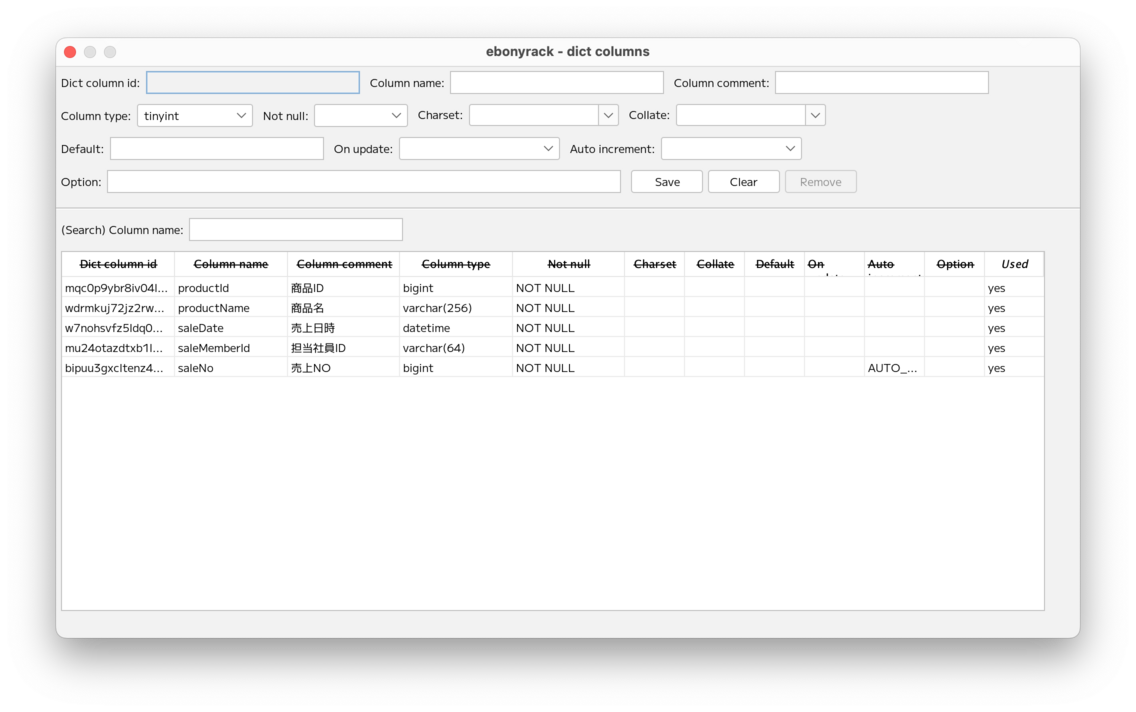 ebonyrack - dict columns
Dict column id: Column name: Column comment:
Column type: tinyint Not null: Charset: Collate:
Default: On update: Auto increment:
Option: Save Clear Remove
(Search) Column name:
Dict column id Column name Column comment Column type Not null Charset Collate Default On Auto Option Used
mqc0p9ybr8iv04l... productId 商品ID bigint NOT NULL yes
wdrmkuj72jz2rw... productName 商品名 varchar(256) NOT NULL yes
w7nohsvfz5ldq0... saleDate 売上日時 datetime NOT NULL yes
mu24otazdtxb1l... saleMemberId 担当社員ID varchar(64) NOT NULL yes
bipuu3gxcltenz4... saleNo 売上NO bigint NOT NULL AUTO_... yes